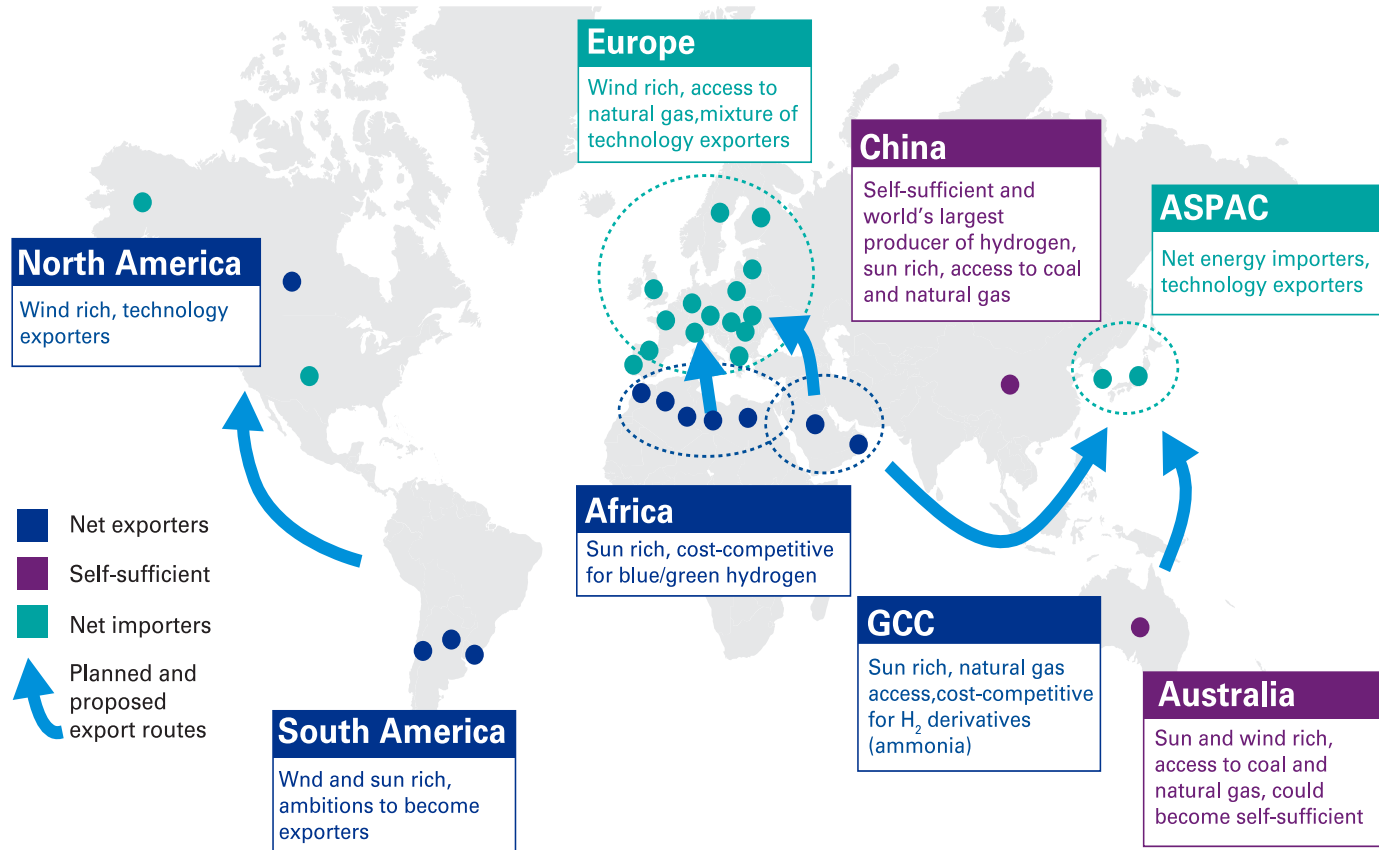 Europe
Wind rich, access to
natural gas,mixture of
technology exporters
China
Self-sufficient and
world's largest
producer of hydrogen,
sun rich, access to coal
and natural gas
ASPAC
Net energy importers,
technology exporters
North America
Wind rich, technology
exporters
Africa
Sun rich, cost-competitive
for blue/green hydrogen
Net exporters
Self-sufficient
Net importers
Planned and
proposed
export routes
GCC
Sun rich, natural gas
access,cost-competitive
for H₂ derivatives
(ammonia)
Australia
Sun and wind rich,
access to coal and
natural gas, could
become self-sufficient
South America
Wnd and sun rich,
ambitions to become
exporters